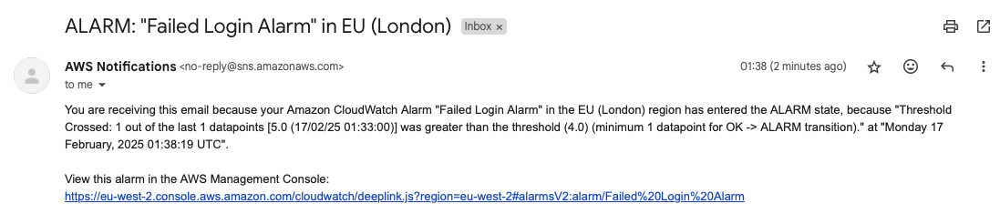 ALARM: "Failed Login Alarm" in EU (London) Inbox ×
AWS Notifications <no-reply@sns.amazonaws.com> 01:38 (2 minutes ago)
to me
You are receiving this email because your Amazon CloudWatch Alarm "Failed Login Alarm" in the EU (London) region has entered the ALARM state, because "Threshold
Crossed: 1 out of the last 1 datapoints [5.0 (17/02/25 01:33:00)] was greater than the threshold (4.0) (minimum 1 datapoint for OK -> ALARM transition)." at "Monday 17
February, 2025 01:38:19 UTC".
View this alarm in the AWS Management Console:
https://eu-west-2.console.aws.amazon.com/cloudwatch/deeplink.js?region=eu-west-2#alarmsV2:alarm/Failed%20Login%20Alarm